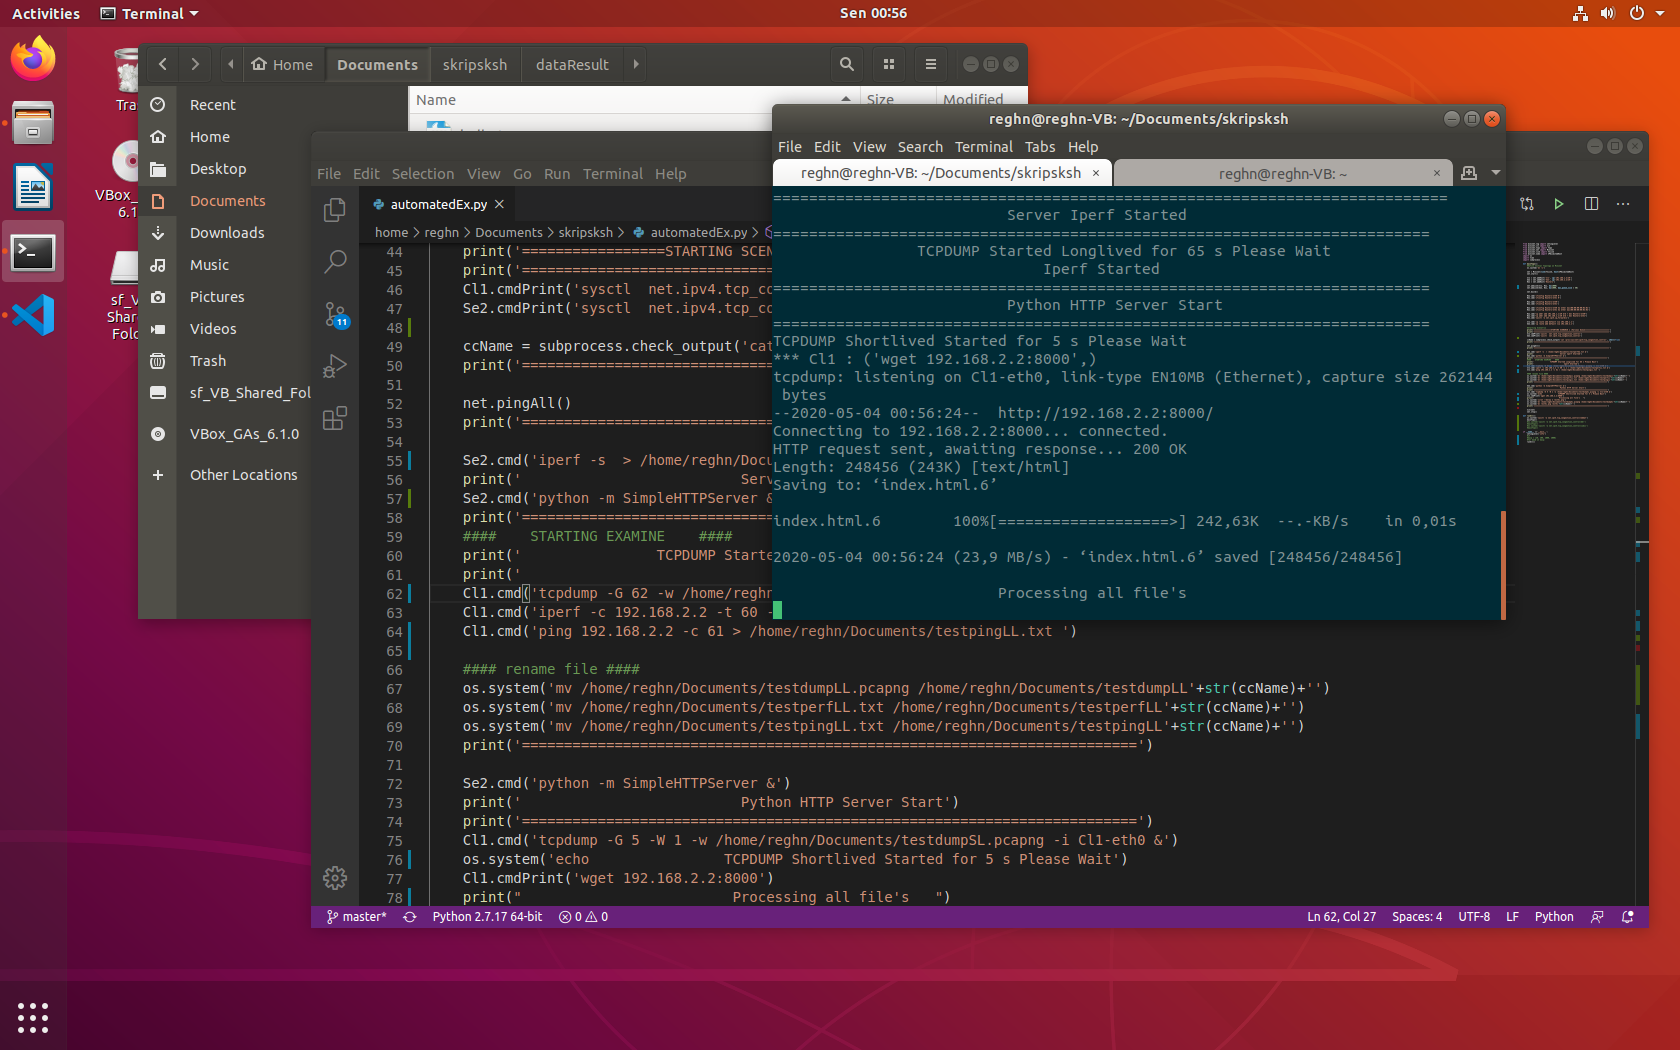 Activities
Terminal
Sen 00:56
Home
Documents
skripsksh
dataResult
Name
Size
Modified
Recent
Home
Desktop
Documents
Downloads
Music
Pictures
Videos
Trash
sf_VB_Shared_Fol
VBox_GAs_6.1.0
+ Other Locations
Tra
VBox_
6.1
sf_V
Shar
Fold
File Edit Selection View Go Run Terminal Help
automatedEx.py
home > reghn > Documents > skripsksh > automatedEx.py >
11
44 print('=================STARTING SCEN
45 print('==============================
46 Cl1.cmdPrint('sysctl  net.ipv4.tcp_co
47 Se2.cmdPrint('sysctl  net.ipv4.tcp_co
48
49 ccName = subprocess.check_output('cat
50 print('==============================
51
52 net.pingAll()
53 print('==============================
54
55 Se2.cmd('iperf -s  > /home/reghn/Docu
56 print('                          Serv
57 Se2.cmd('python -m SimpleHTTPServer &
58 print('==============================
59 ####    STARTING EXAMINE    ####
60 print('                TCPDUMP Starte
61 print('
62 Cl1.cmd('tcpdump -G 62 -w /home/reghn
63 Cl1.cmd('iperf -c 192.168.2.2 -t 60 -
64 Cl1.cmd('ping 192.168.2.2 -c 61 > /home/reghn/Documents/testpingLL.txt ')
65
66 #### rename file ####
67 os.system('mv /home/reghn/Documents/testdumpLL.pcapng /home/reghn/Documents/testdumpLL'+str(ccName)+'')
68 os.system('mv /home/reghn/Documents/testperfLL.txt /home/reghn/Documents/testperfLL'+str(ccName)+'')
69 os.system('mv /home/reghn/Documents/testpingLL.txt /home/reghn/Documents/testpingLL'+str(ccName)+'')
70 print('=========================================================================')
71
72 Se2.cmd('python -m SimpleHTTPServer &')
73 print('                          Python HTTP Server Start')
74 print('=========================================================================')
75 Cl1.cmd('tcpdump -G 5 -W 1 -w /home/reghn/Documents/testdumpSL.pcapng -i Cl1-eth0 &')
76 os.system('echo                TCPDUMP Shortlived Started for 5 s Please Wait')
77 Cl1.cmdPrint('wget 192.168.2.2:8000')
78 print("                         Processing all file's   ")
master* Python 2.7.17 64-bit 0 0 Ln 62, Col 27 Spaces: 4 UTF-8 LF Python
reghn@reghn-VB: ~/Documents/skripsksh
File Edit View Search Terminal Tabs Help
reghn@reghn-VB: ~/Documents/skripsksh ×
reghn@reghn-VB: ~ ×
===========================================================================
Server Iperf Started
=========================================================================
TCPDUMP Started Longlived for 65 s Please Wait
Iperf Started
=========================================================================
Python HTTP Server Start
=========================================================================
TCPDUMP Shortlived Started for 5 s Please Wait
*** Cl1 : ('wget 192.168.2.2:8000',)
tcpdump: listening on Cl1-eth0, link-type EN10MB (Ethernet), capture size 262144
bytes
--2020-05-04 00:56:24--  http://192.168.2.2:8000/
Connecting to 192.168.2.2:8000... connected.
HTTP request sent, awaiting response... 200 OK
Length: 248456 (243K) [text/html]
Saving to: ‘index.html.6’
index.html.6        100%[===================>] 242,63K  --.-KB/s    in 0,01s
2020-05-04 00:56:24 (23,9 MB/s) - ‘index.html.6’ saved [248456/248456]
Processing all file's